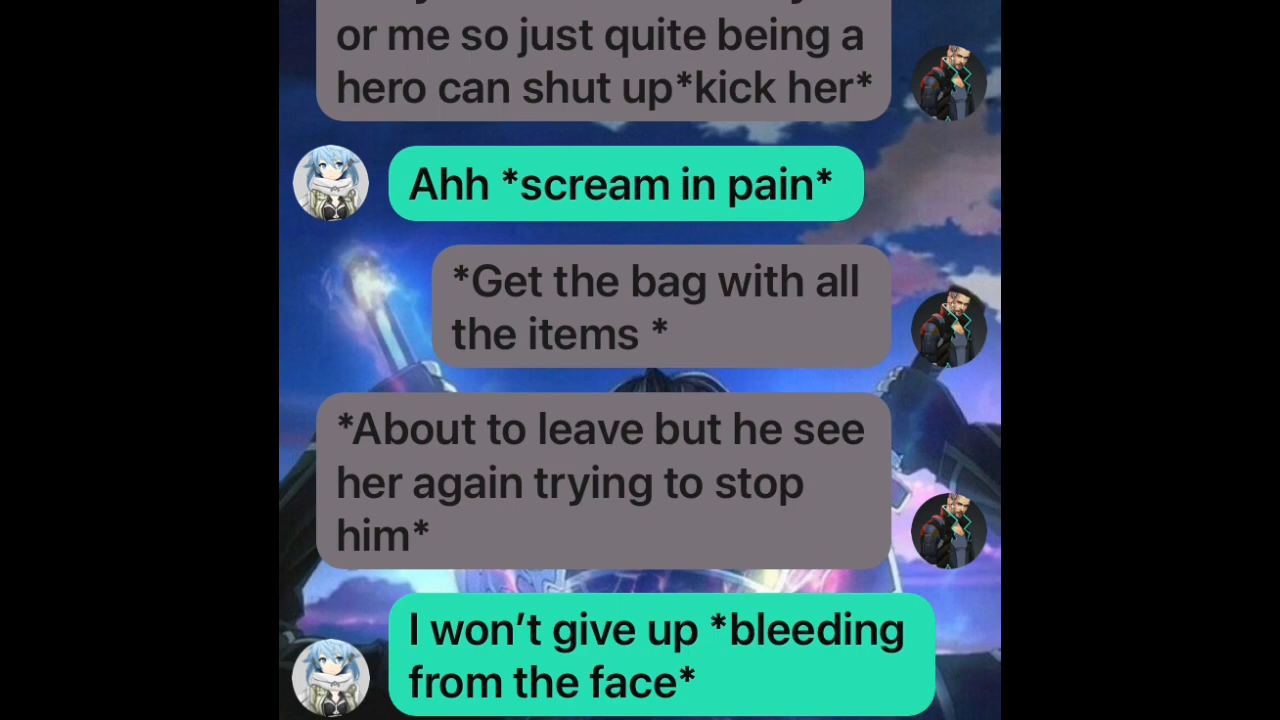 or me so just quite being a
hero can shut up*kick her*
Ahh *scream in pain*
*Get the bag with all
the items *
*About to leave but he see
her again trying to stop
him*
I won’t give up *bleeding
from the face*